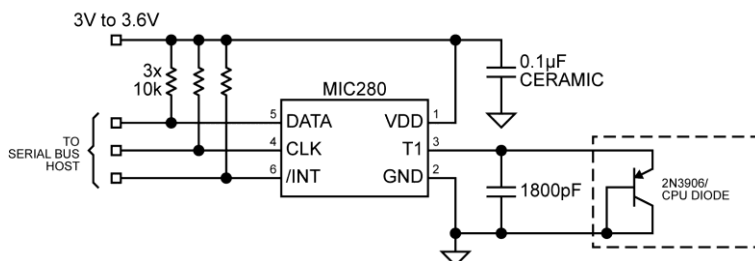 3V to 3.6V
3x
10k
0.1µF
CERAMIC
MIC280
5
DATA
VDD
1
TO
SERIAL BUS
HOST
4
CLK
T1
3
6
/INT
GND
2
1800pF
2N3906/
CPU DIODE